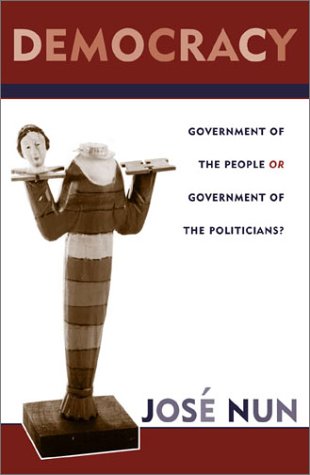 DEMOCRACY
GOVERNMENT OF
THE PEOPLE OR
GOVERNMENT OF
THE POLITICIANS?
JOSÉ NUN